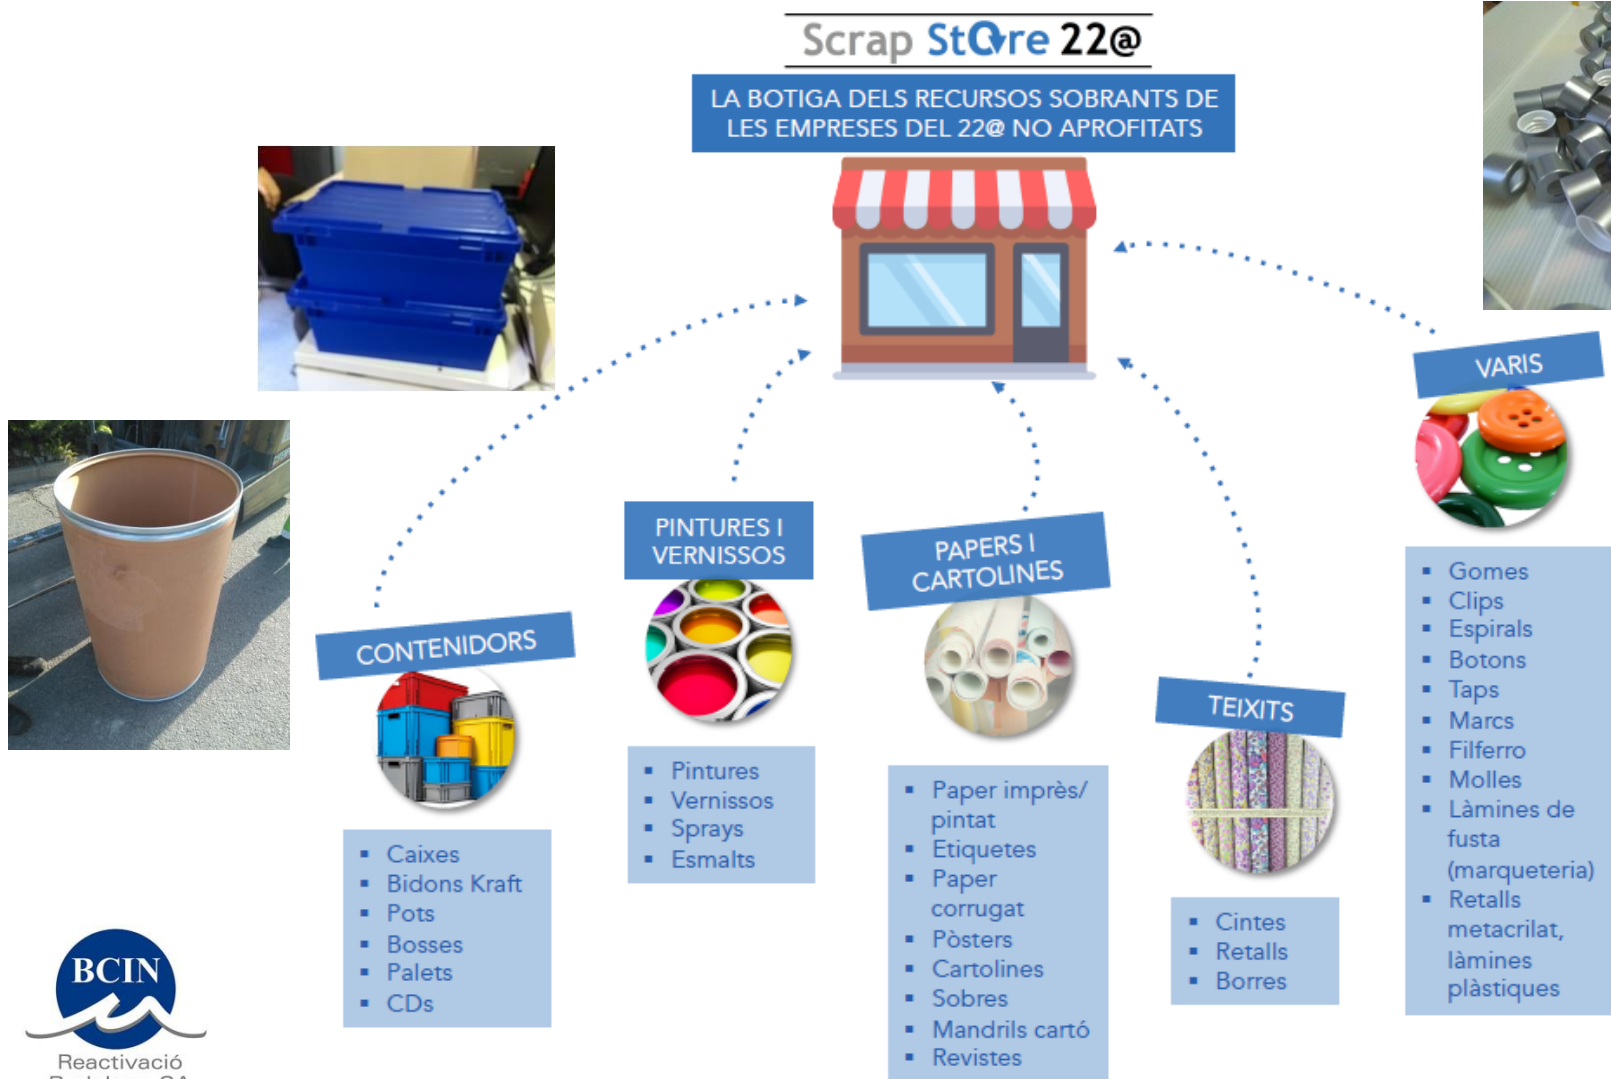 Scrap Store 22@
LA BOTIGA DELS RECURSOS SOBRANTS DE
LES EMPRESES DEL 22@ NO APROFITATS
CONTENIDORS
Caixes
Bidons Kraft
Pots
Bosses
Palets
CDs
PINTURES I
VERNISSOS
Pintures
Vernissos
Sprays
Esmalts
PAPERS I
CARTOLINES
Paper imprès/
pintat
Etiquetes
Paper
corrugat
Pòsters
Cartolines
Sobres
Mandrils cartó
Revistes
TEIXITS
Cintes
Retalls
Borres
VARIS
Gomes
Clips
Espirals
Botons
Taps
Marcs
Filferro
Molles
Làmines de
fusta
(marqueteria)
Retalls
metacrilat,
làmines
plàstiques
BCIN
Reactivació